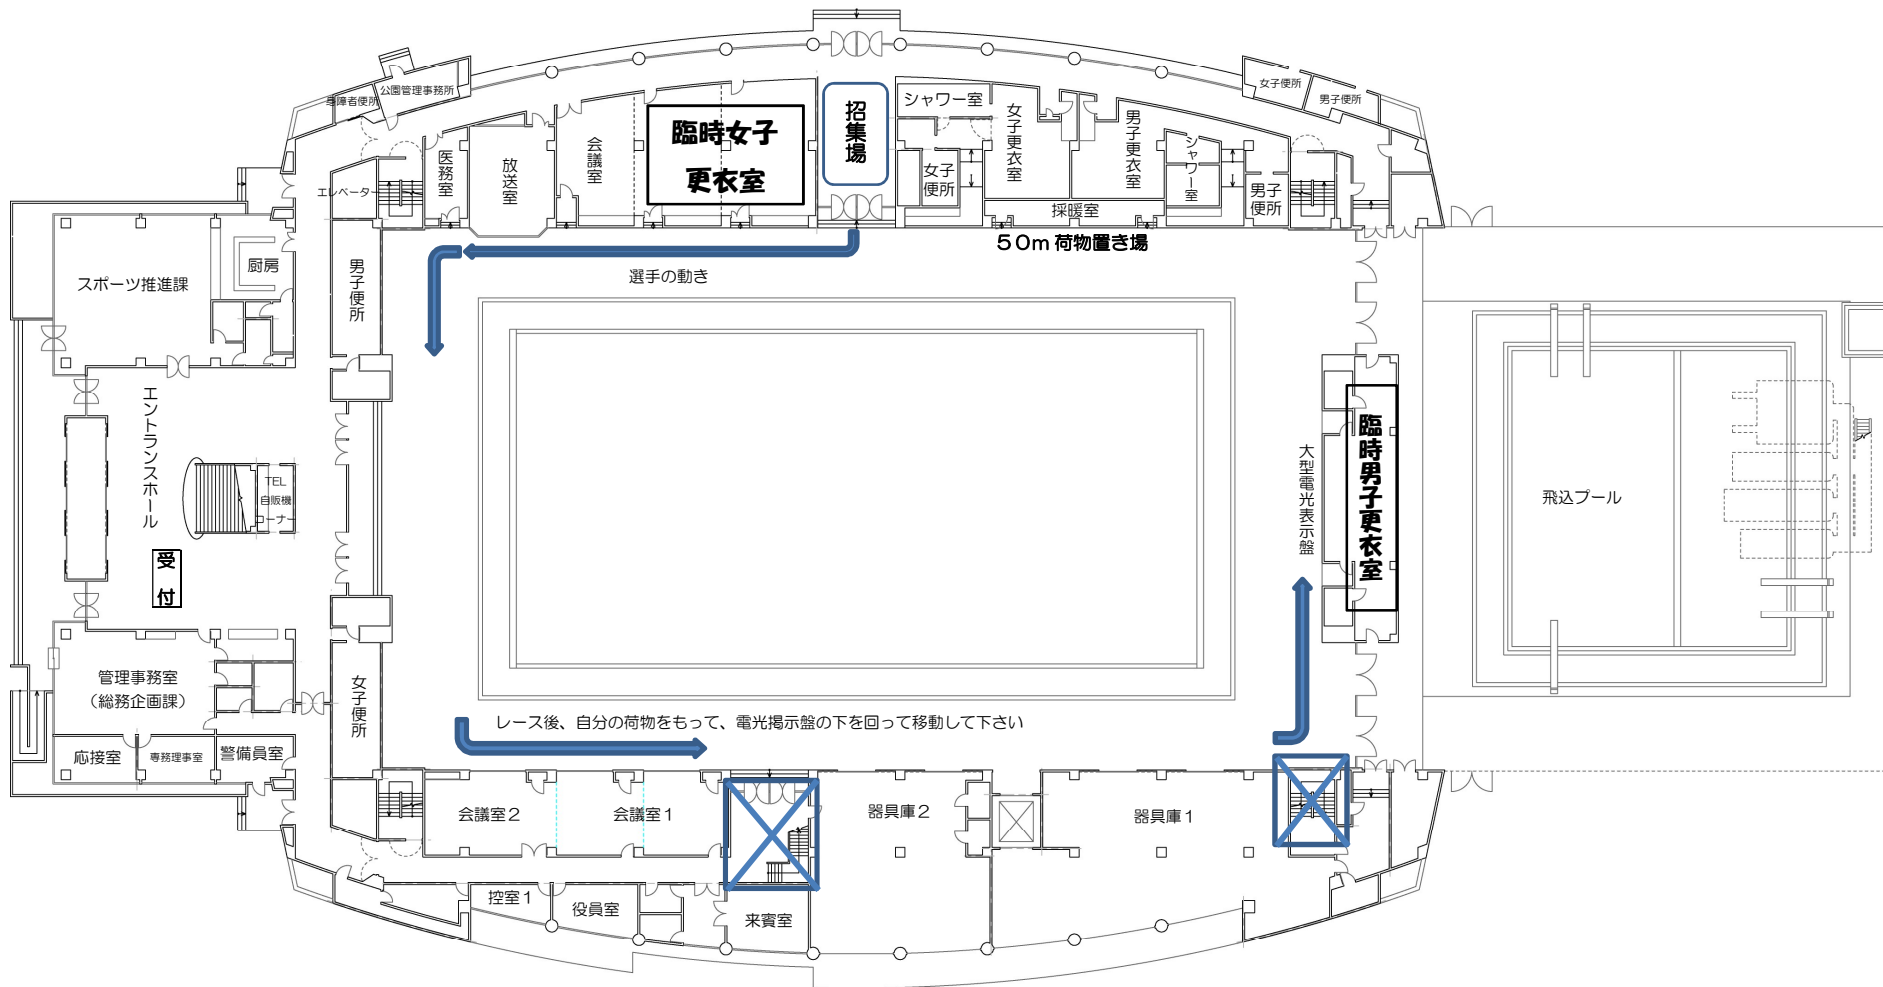 身障者便所
公園管理事務所
女子便所
男子便所
エレベーター
医務室
放送室
会議室
臨時女子
更衣室
招集場
シャワー室
女子
便所
女子更衣室
男子更衣室
シャワー室
男子
便所
採暖室
50m 荷物置き場
選手の動き
スポーツ推進課
厨房
男子便所
エントランスホール
TEL
自販機
コーナー
受
付
大型電光表示盤
臨時男子更衣室
飛込プール
管理事務室
(総務企画課)
女子便所
応接室
専務理事室
警備員室
レース後、自分の荷物をもって、電光掲示盤の下を回って移動して下さい
会議室2
会議室1
器具庫2
器具庫1
控室1
役員室
来賓室